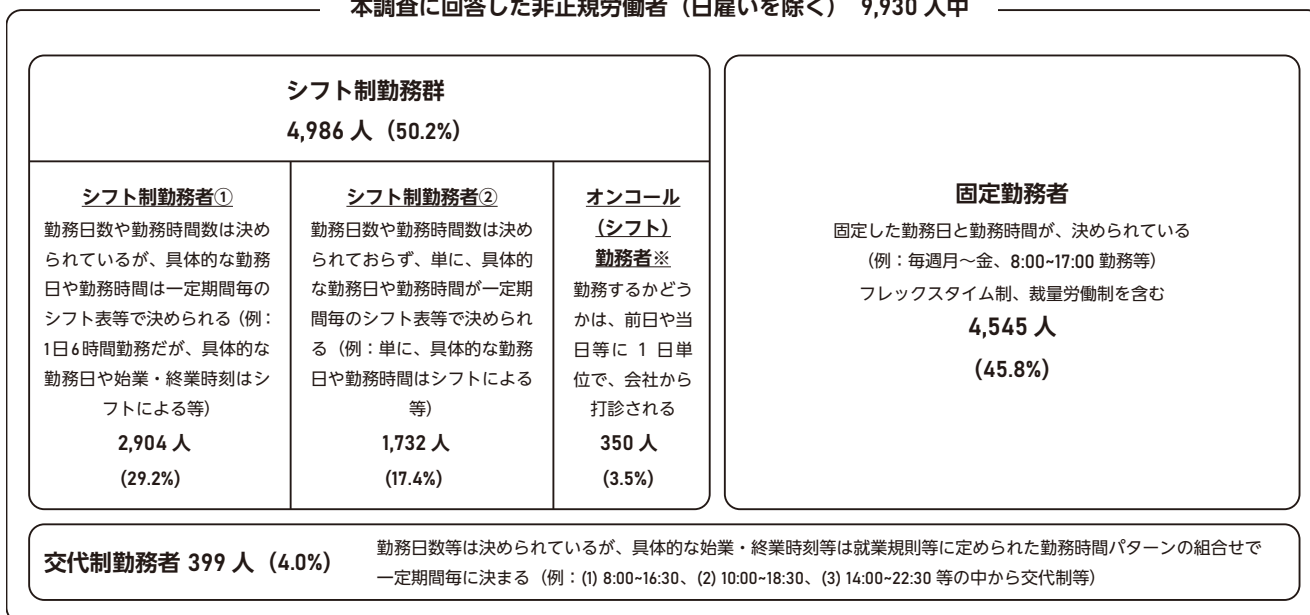 本調査に回答した非正規労働者（日雇いを除く） 9,930 人中
シフト制勤務群
4,986 人（50.2%）
シフト制勤務者①
勤務日数や勤務時間数は決め
られているが、具体的な勤務
日や勤務時間は一定期間毎の
シフト表等で決められる（例：
1日6時間勤務だが、具体的な
勤務日や始業・終業時刻はシ
フトによる等）
2,904 人
（29.2%）
シフト制勤務者②
勤務日数や勤務時間数は決め
られておらず、単に、具体的
な勤務日や勤務時間が一定期
間毎のシフト表等で決められ
る（例：単に、具体的な勤務
日や勤務時間はシフトによる
等）
1,732 人
（17.4%）
オンコール
（シフト）
勤務者※
勤務するかどう
かは、前日や当
日等に 1 日単
位で、会社から
打診される
350 人
（3.5%）
固定勤務者
固定した勤務日と勤務時間が、決められている
（例：毎週月～金、8:00~17:00 勤務等）
フレックスタイム制、裁量労働制を含む
4,545 人
（45.8%）
交代制勤務者 399 人（4.0%）
勤務日数等は決められているが、具体的な始業・終業時刻等は就業規則等に定められた勤務時間パターンの組合せで
一定期間毎に決まる（例：(1) 8:00~16:30、(2) 10:00~18:30、(3) 14:00~22:30 等の中から交代制等）